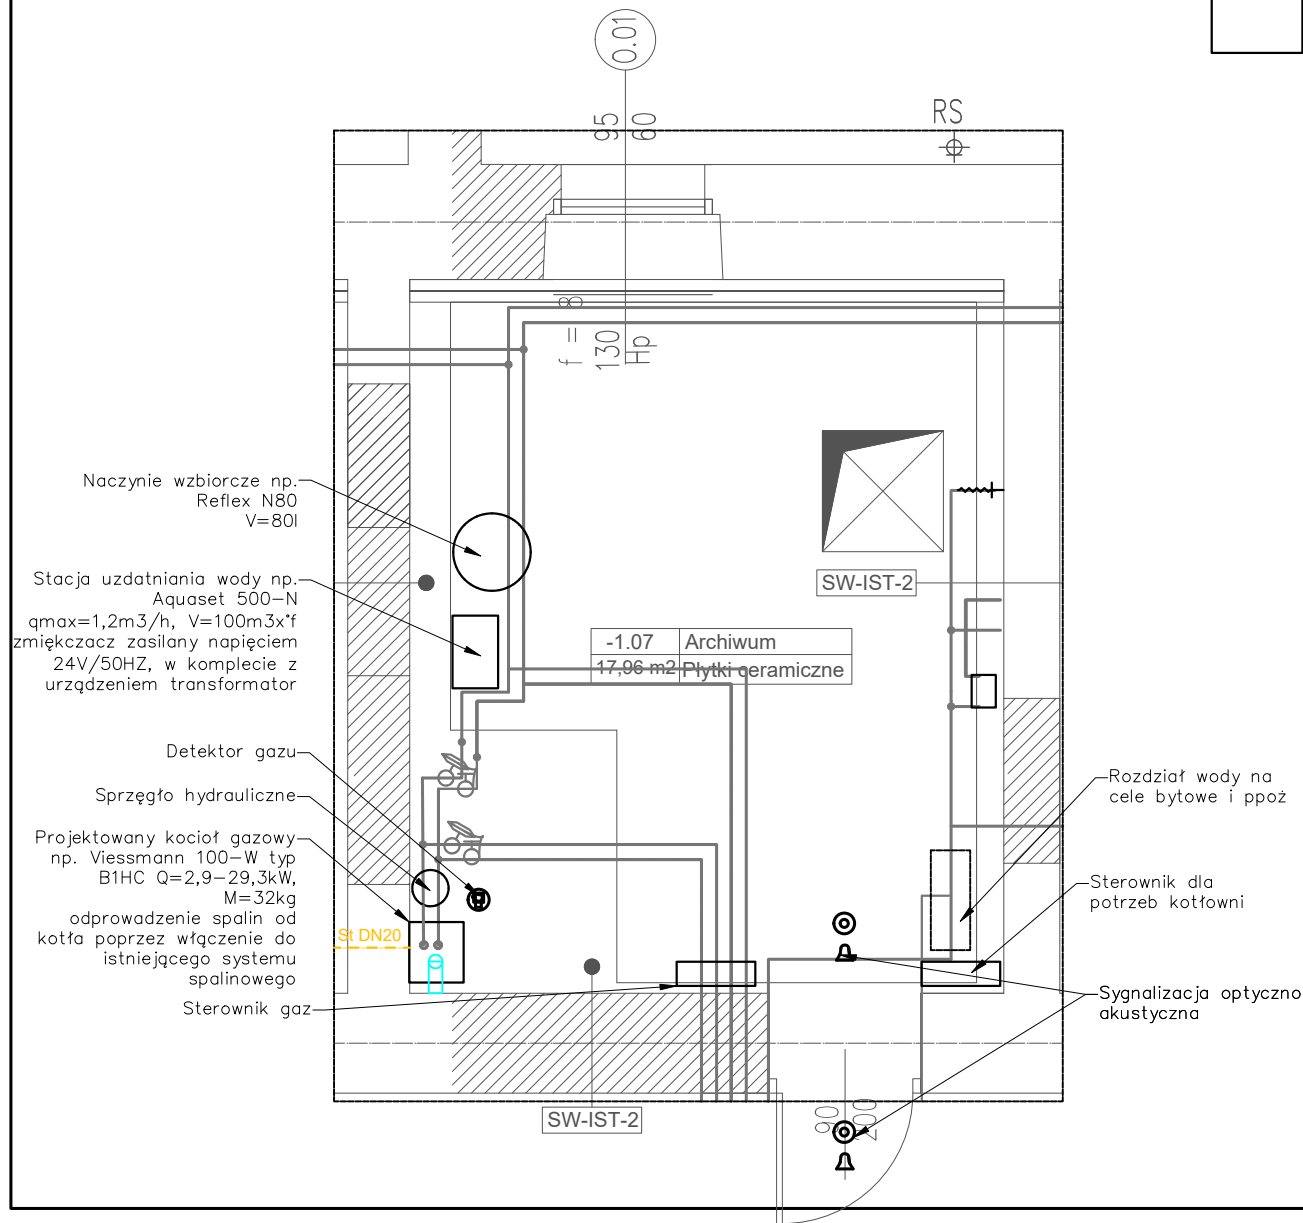 0.01
95
60
RS
f = 8
130
Hp
Naczynie wzbiorcze np.
Reflex N80
V=80l
Stacja uzdatniania wody np.
Aquaset 500-N
qmax=1,2m3/h, V=100m3x°f
zmiękczacz zasilany napięciem
24V/50HZ, w komplecie z
urządzeniem transformator
SW-IST-2
-1.07 Archiwum
17,96 m2 Płytki ceramiczne
Detektor gazu
Sprzęgło hydrauliczne
Projektowany kocioł gazowy
np. Viessmann 100-W typ
B1HC Q=2,9-29,3kW,
M=32kg
odprowadzenie spalin od
kotła poprzez włączenie do
istniejącego systemu
spalinowego
St DN20
Sterownik gaz
Rozdział wody na
cele bytowe i ppoż
Sterownik dla
potrzeb kotłowni
Sygnalizacja optyczno
akustyczna
SW-IST-2
90
200